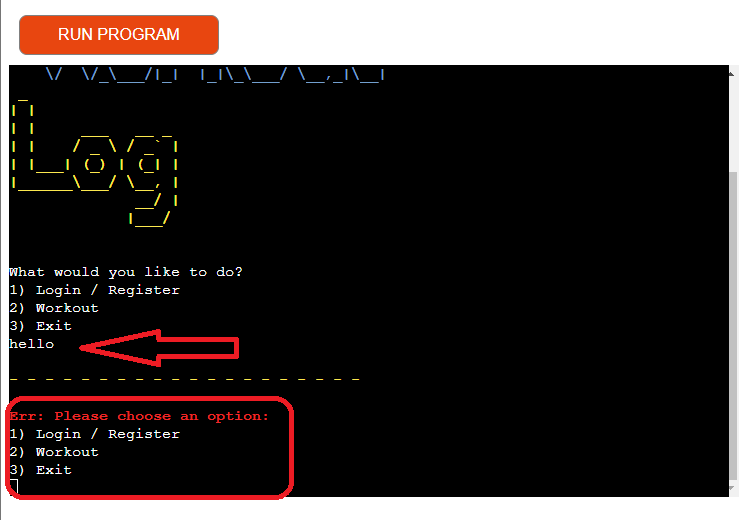 RUN PROGRAM
Log
What would you like to do?
1) Login / Register
2) Workout
3) Exit
hello
- - - - - - - - - - - - - - - - - - - -
Err: Please choose an option:
1) Login / Register
2) Workout
3) Exit